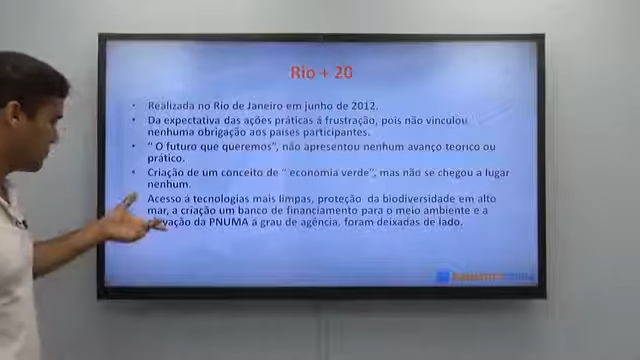 Rio + 20
• Realizada no Rio de Janeiro em junho de 2012.
• Da expectativa das ações práticas á frustração, pois não vinculou
nenhuma obrigação aos países participantes.
• “ O futuro que queremos”, não apresentou nenhum avanço teórico ou
prático.
• Criação de um conceito de “economia verde”, mas não se chegou a lugar
nenhum.
Acesso á tecnologias mais limpas, proteção da biodiversidade em alto
mar, a criação um banco de financiamento para o meio ambiente e a
da PNUMA á grau de agência, foram deixadas de lado.